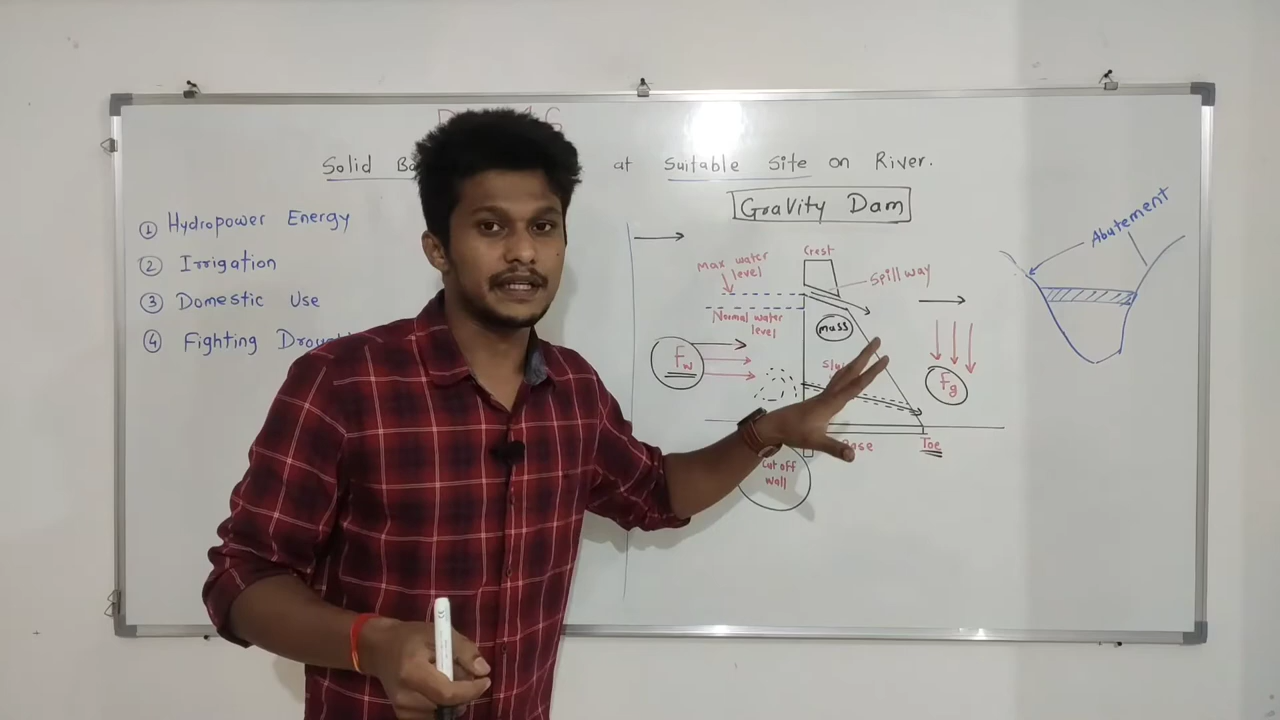 Solid
at Suitable Site on River.
Gravity Dam
① Hydropower Energy
② Irrigation
③ Domestic Use
④ Fighting
Crest
Max water
level
Spill way
Normal water
level
mass
Fw
fg
Base
Toe
Cut off
wall
Abutement